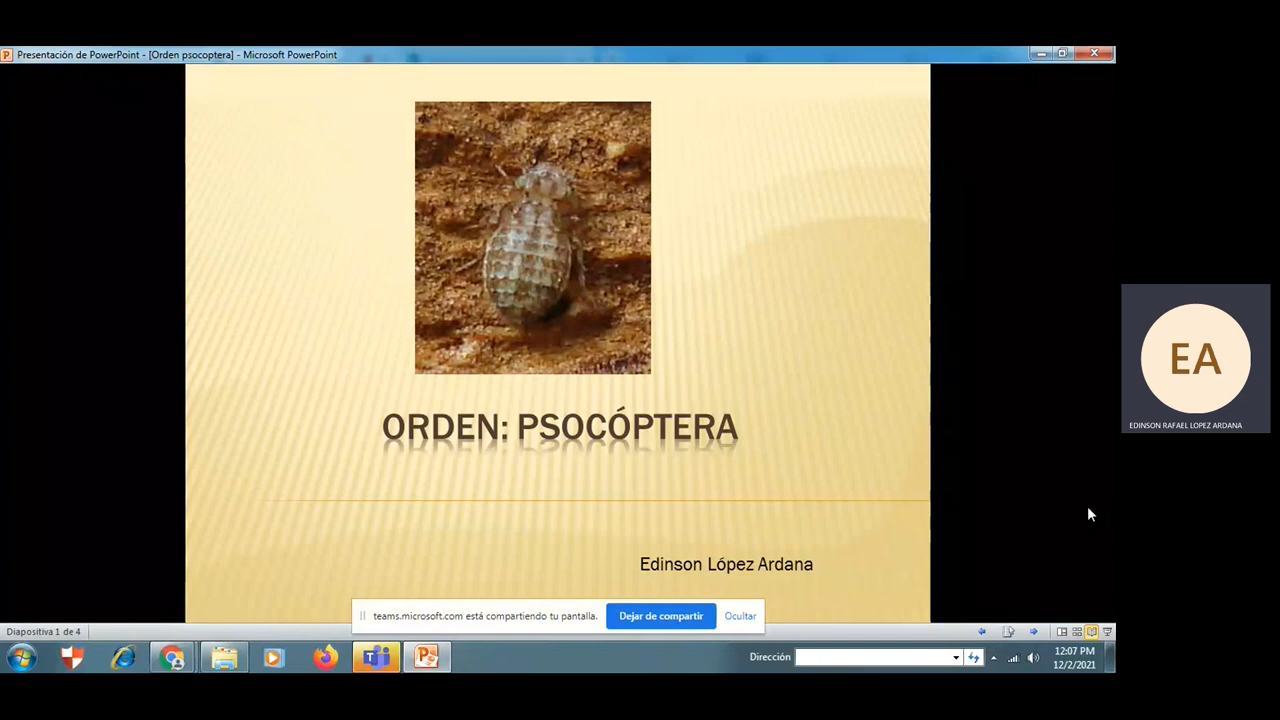 Presentación de PowerPoint - [Orden psocoptera] - Microsoft PowerPoint
ORDEN: PSOCÓPTERA
EA
EDINSON RAFAEL LOPEZ ARDANA
Edinson López Ardana
teams.microsoft.com está compartiendo tu pantalla. Dejar de compartir Ocultar
Diapositiva 1 de 4
Dirección 12:07 PM
12/2/2021